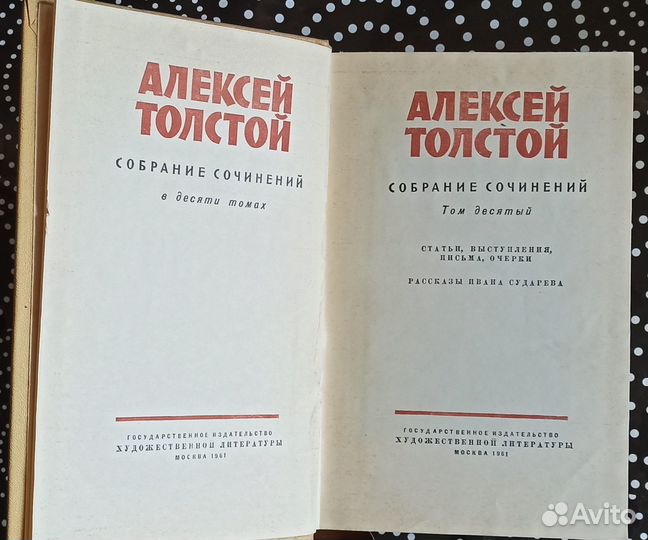 АЛЕКСЕЙ
ТОЛСТОЙ
СОБРАНИЕ СОЧИНЕНИЙ
в десяти томах
ГОСУДАРСТВЕННОЕ ИЗДАТЕЛЬСТВО
ХУДОЖЕСТВЕННОЙ ЛИТЕРАТУРЫ
МОСКВА 1961
АЛЕКСЕЙ
ТОЛСТОЙ
СОБРАНИЕ СОЧИНЕНИЙ
Том десятый
СТАТЬИ, ВЫСТУПЛЕНИЯ,
ПИСЬМА, ОЧЕРКИ
РАССКАЗЫ ИВАНА СУДАРЕВА
ГОСУДАРСТВЕННОЕ ИЗДАТЕЛЬСТВО
ХУДОЖЕСТВЕННОЙ ЛИТЕРАТУРЫ
МОСКВА 1961
Avito